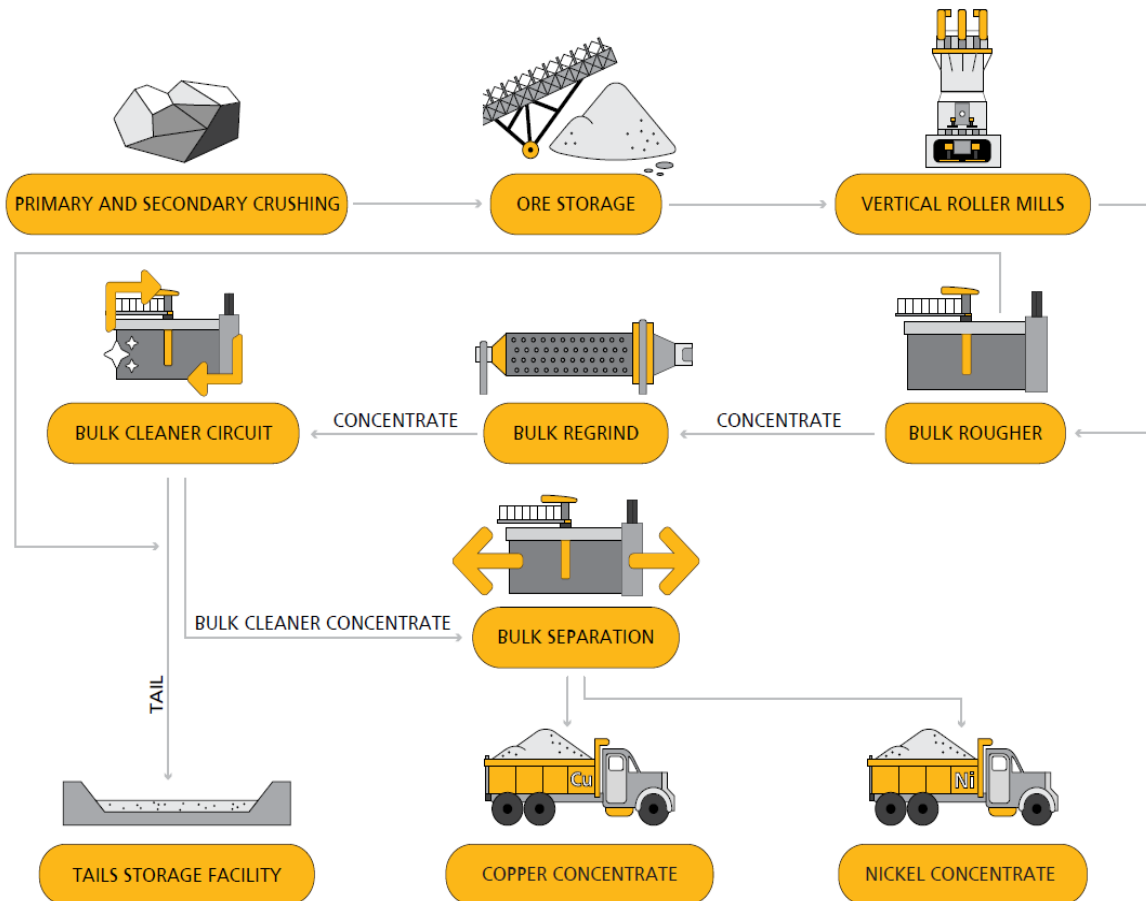 PRIMARY AND SECONDARY CRUSHING
ORE STORAGE
VERTICAL ROLLER MILLS
BULK CLEANER CIRCUIT
CONCENTRATE
BULK REGRIND
CONCENTRATE
BULK ROUGHER
BULK CLEANER CONCENTRATE
BULK SEPARATION
TAIL
Cu
Ni
TAILS STORAGE FACILITY
COPPER CONCENTRATE
NICKEL CONCENTRATE